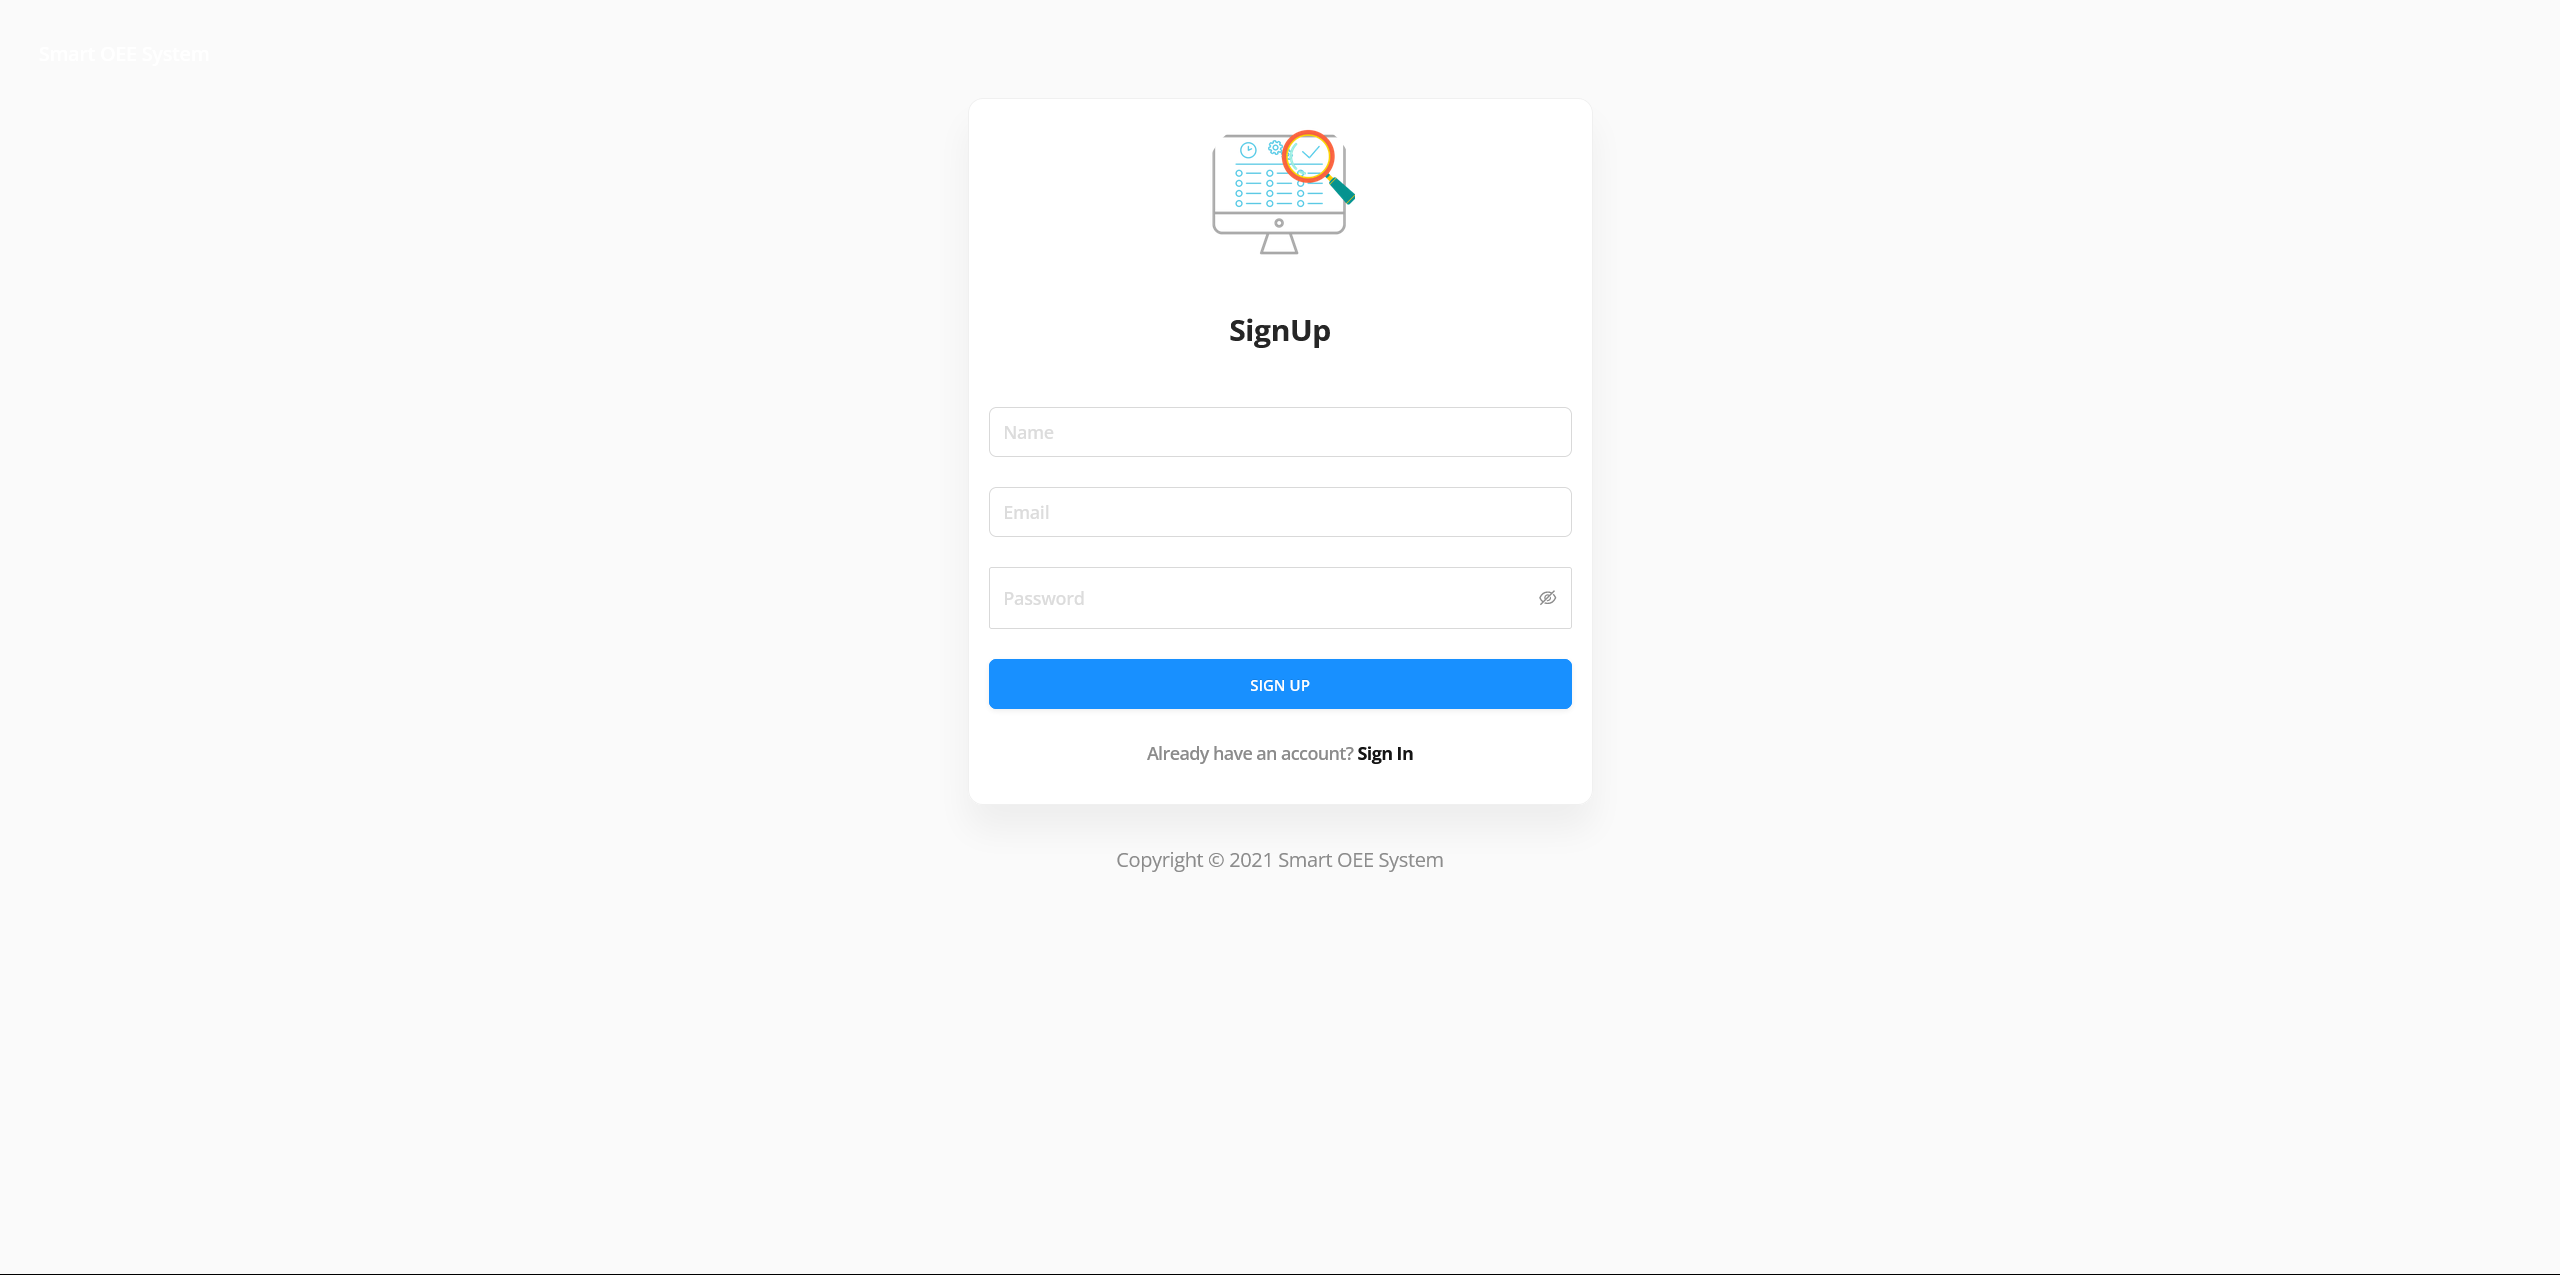 Smart OEE System
SignUp
Name
Email
Password
SIGN UP
Already have an account? Sign In
Copyright © 2021 Smart OEE System